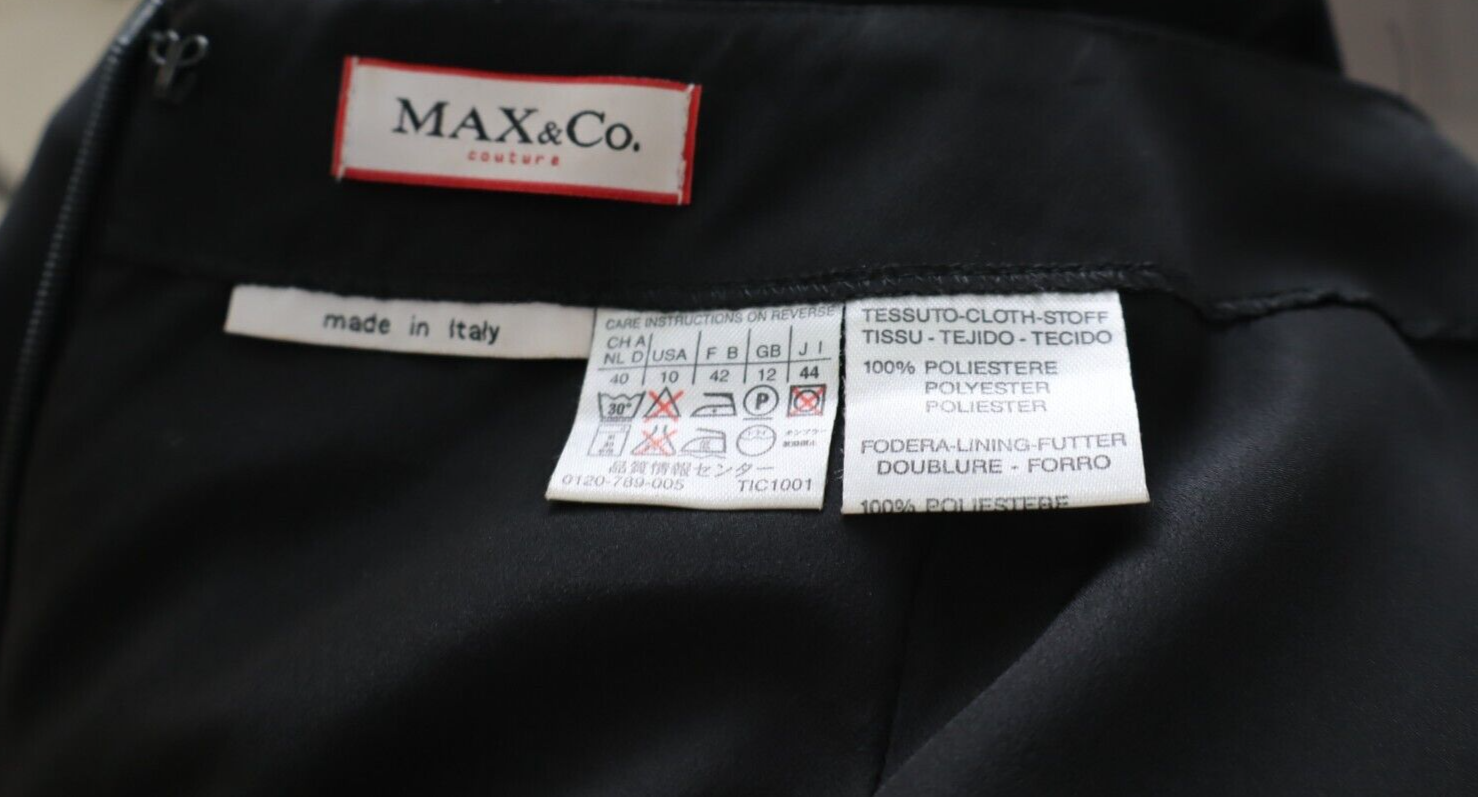 MAX&Co.
couture
made in Italy
CARE INSTRUCTIONS ON REVERSE
CH A
NL D USA F B GB J I
40 10 42 12 44
30° P
品質情報センター
0120-789-005 TIC1001
TESSUTO-CLOTH-STOFF
TISSU - TEJIDO - TECIDO
100% POLIESTERE
POLYESTER
POLIESTER
FODERA-LINING-FUTTER
DOUBLURE - FORRO
100% POLIESTERE